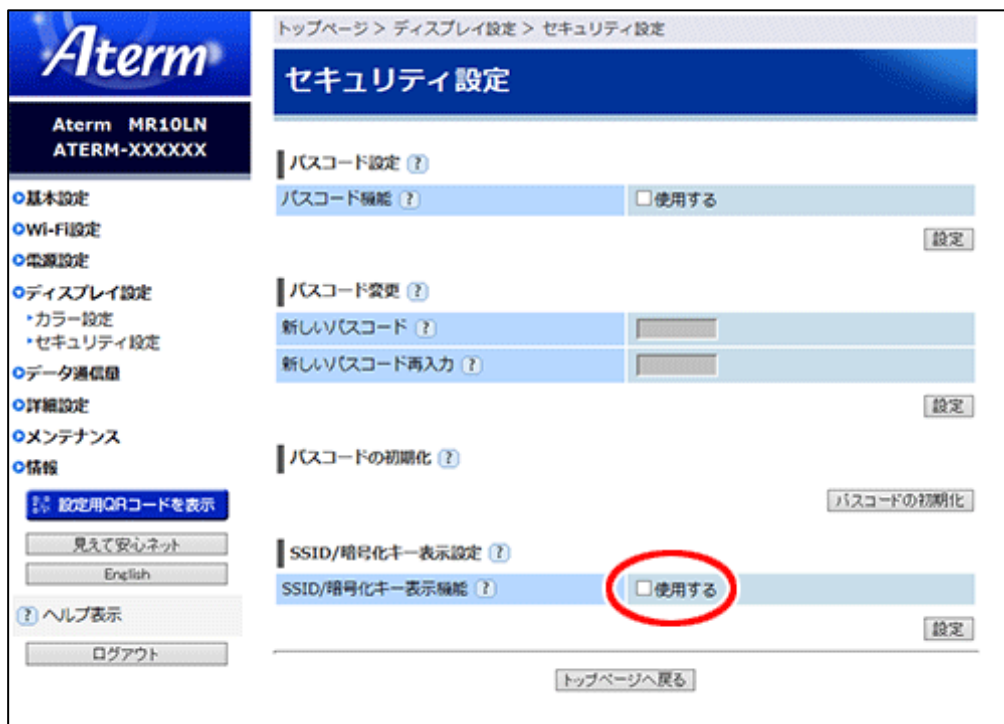 Aterm
Aterm MR10LN
ATERM-XXXXXX
基本設定
Wi-Fi設定
電源設定
ディスプレイ設定
カラー設定
セキュリティ設定
データ通信量
詳細設定
メンテナンス
情報
設定用QRコードを表示
見えて安心ネット
English
? ヘルプ表示
ログアウト
トップページ > ディスプレイ設定 > セキュリティ設定
セキュリティ設定
パスコード設定 ?
パスコード機能 ? 使用する
設定
パスコード変更 ?
新しいパスコード ?
新しいパスコード再入力 ?
設定
パスコードの初期化 ?
パスコードの初期化
SSID/暗号化キー表示設定 ?
SSID/暗号化キー表示機能 ? 使用する
設定
トップページへ戻る